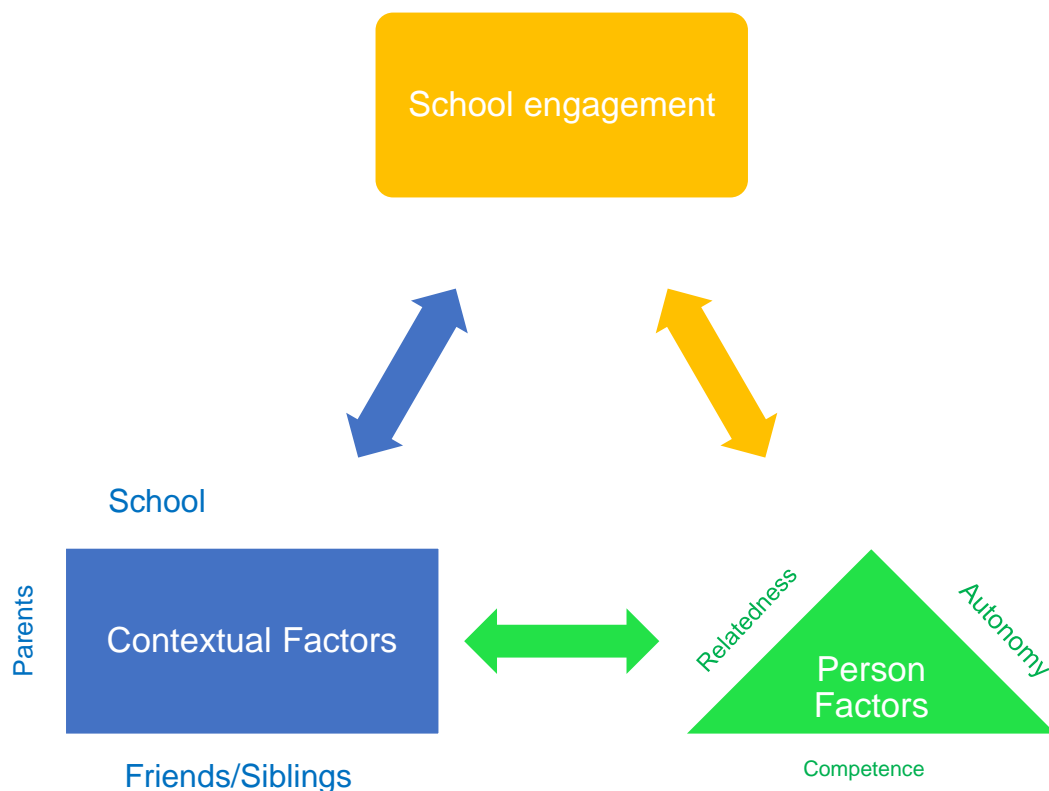 School engagement
School
Parents
Contextual Factors
Friends/Siblings
Relatedness
Autonomy
Person
Factors
Competence